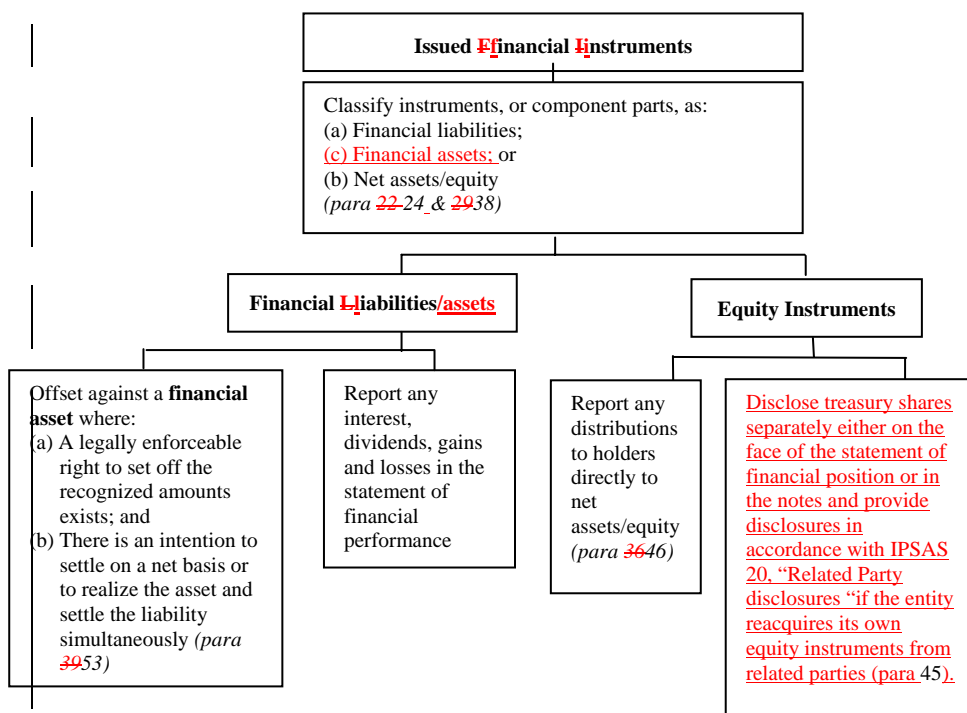 Issued Ffinancial Iinstruments
Classify instruments, or component parts, as:
(a) Financial liabilities;
(c) Financial assets; or
(b) Net assets/equity
(para 22 24 & 2938)
Financial Lliabilities/assets
Equity Instruments
Offset against a financial
asset where:
(a) A legally enforceable
right to set off the
recognized amounts
exists; and
(b) There is an intention to
settle on a net basis or
to realize the asset and
settle the liability
simultaneously (para
3953)
Report any
interest,
dividends, gains
and losses in the
statement of
financial
performance
Report any
distributions
to holders
directly to
net
assets/equity
(para 3646)
Disclose treasury shares
separately either on the
face of the statement of
financial position or in
the notes and provide
disclosures in
accordance with IPSAS
20, “Related Party
disclosures “if the entity
reacquires its own
equity instruments from
related parties (para 45).